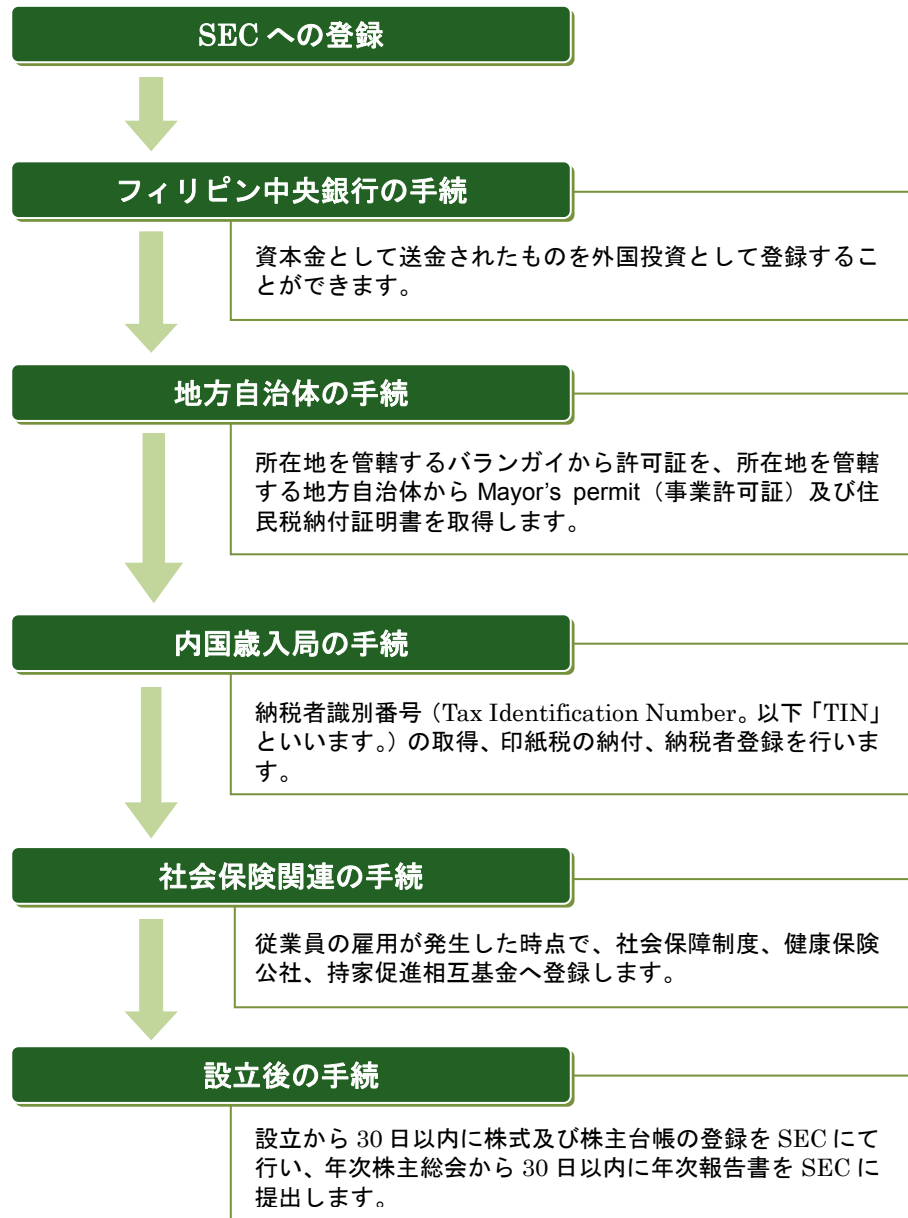 SEC への登録
フィリピン中央銀行の手続
資本金として送金されたものを外国投資として登録するこ
とができます。
地方自治体の手続
所在地を管轄するバランガイから許可証を、所在地を管轄
する地方自治体から Mayor's permit（事業許可証）及び住
民税納付証明書を取得します。
内国歳入局の手続
納税者識別番号（Tax Identification Number。以下「TIN」
といいます。）の取得、印紙税の納付、納税者登録を行いま
す。
社会保険関連の手続
従業員の雇用が発生した時点で、社会保障制度、健康保険
公社、持家促進相互基金へ登録します。
設立後の手続
設立から 30 日以内に株式及び株主台帳の登録を SEC にて
行い、年次株主総会から 30 日以内に年次報告書を SEC に
提出します。